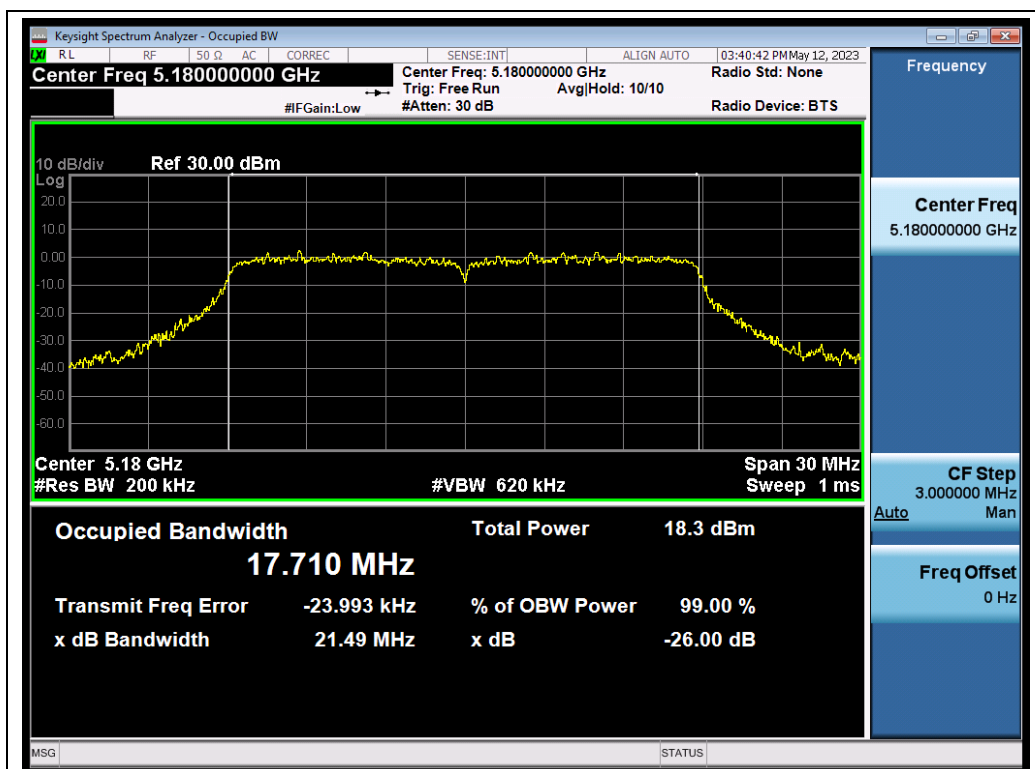 Keysight Spectrum Analyzer - Occupied BW
LXI RL RF 50 Ω AC CORREC SENSE:INT ALIGN AUTO 03:40:42 PM May 12, 2023
Center Freq 5.180000000 GHz
Center Freq: 5.180000000 GHz Radio Std: None
Trig: Free Run Avg|Hold: 10/10
#IFGain:Low #Atten: 30 dB Radio Device: BTS
10 dB/div Ref 30.00 dBm
Log
20.0
10.0
0.00
-10.0
-20.0
-30.0
-40.0
-50.0
-60.0
Center 5.18 GHz Span 30 MHz
#Res BW 200 kHz #VBW 620 kHz Sweep 1 ms
Occupied Bandwidth Total Power 18.3 dBm
17.710 MHz
Transmit Freq Error -23.993 kHz % of OBW Power 99.00 %
x dB Bandwidth 21.49 MHz x dB -26.00 dB
MSG STATUS
Frequency
Center Freq
5.180000000 GHz
CF Step
3.000000 MHz
Auto Man
Freq Offset
0 Hz